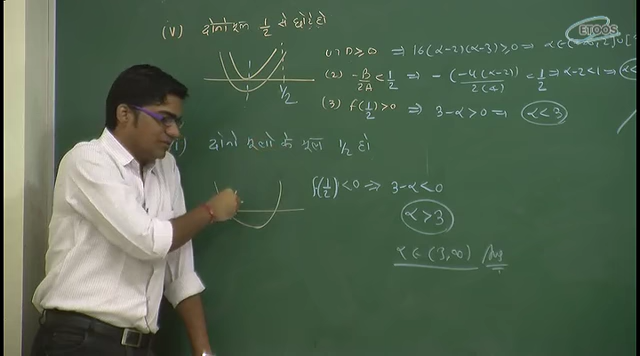 (v) दोनो मूल 1/2 से छोटे हो
(1) D ≥ 0 ⇒ 16(α-2)(α-3) ≥ 0 ⇒ α ∈ (-∞, 2] ∪ [
(2) -B/2A < 1/2 ⇒ -(-4(α-2))/2(4) < 1/2 ⇒ α-2 < 1 ⇒
(3) f(1/2) > 0 ⇒ 3-α > 0 ⇒ α < 3
1/2
i) दोनो मूलो के 1/2 हो
f(1/2) < 0 ⇒ 3-α < 0
α > 3
α ∈ (3, ∞) Ans
ETOOS